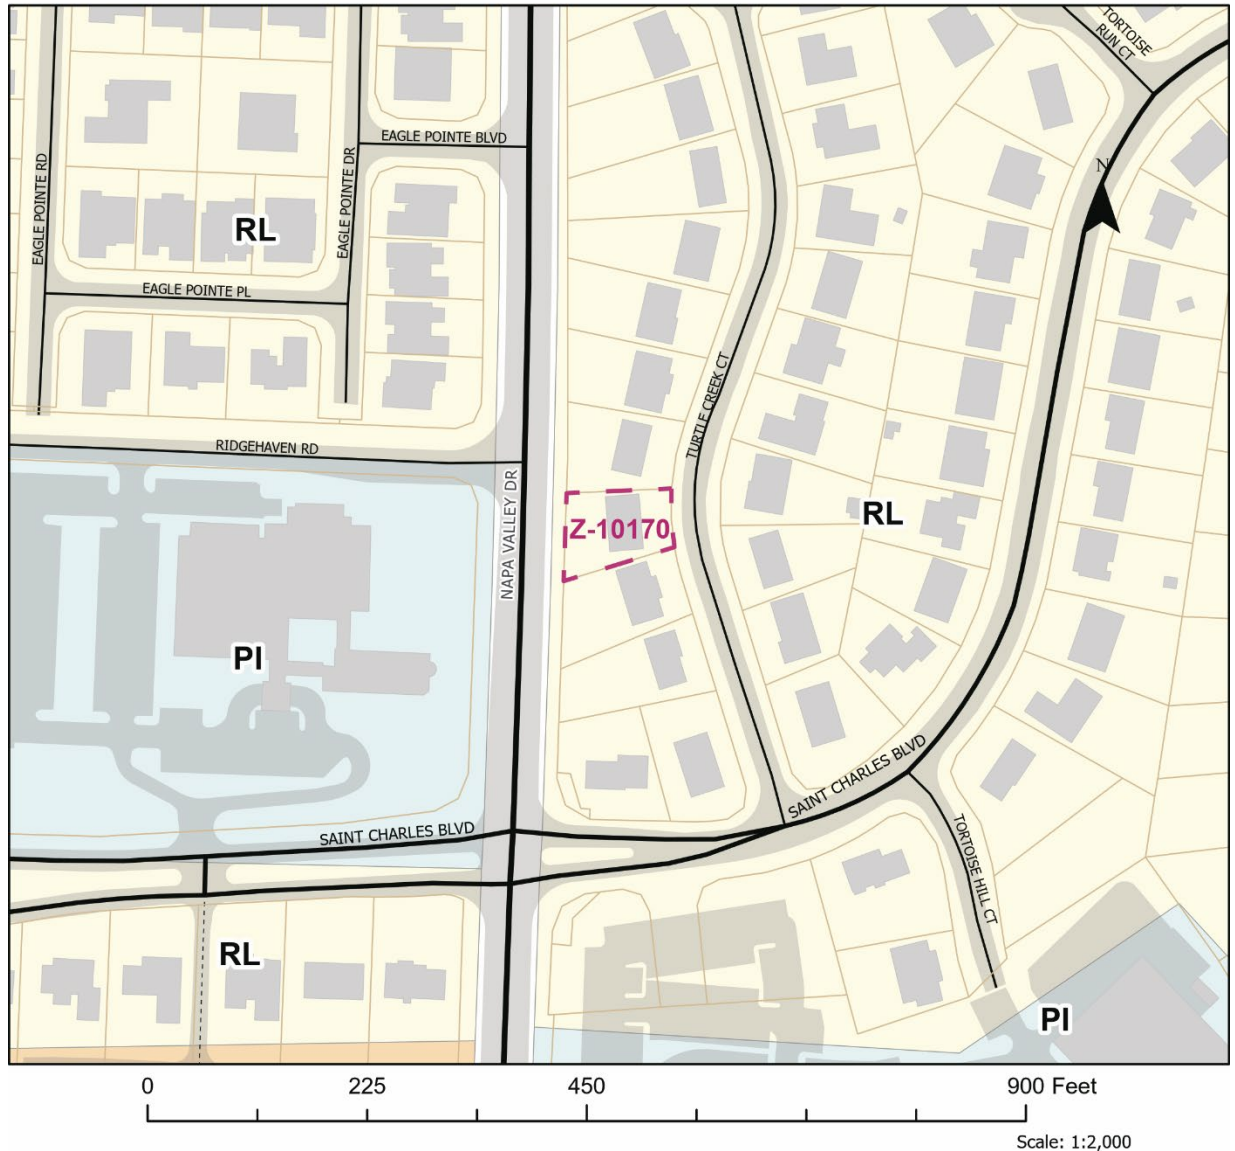 TORTOISE
RUN CT
EAGLE POINTE BLVD
EAGLE POINTE RD
EAGLE POINTE DR
N
RL
EAGLE POINTE PL
TURTLE CREEK CT
RIDGEHAVEN RD
NAPA VALLEY DR
RL
Z-10170
PI
SAINT CHARLES BLVD
SAINT CHARLES BLVD
TORTOISE HILL CT
RL
PI
0 225 450 900 Feet
Scale: 1:2,000